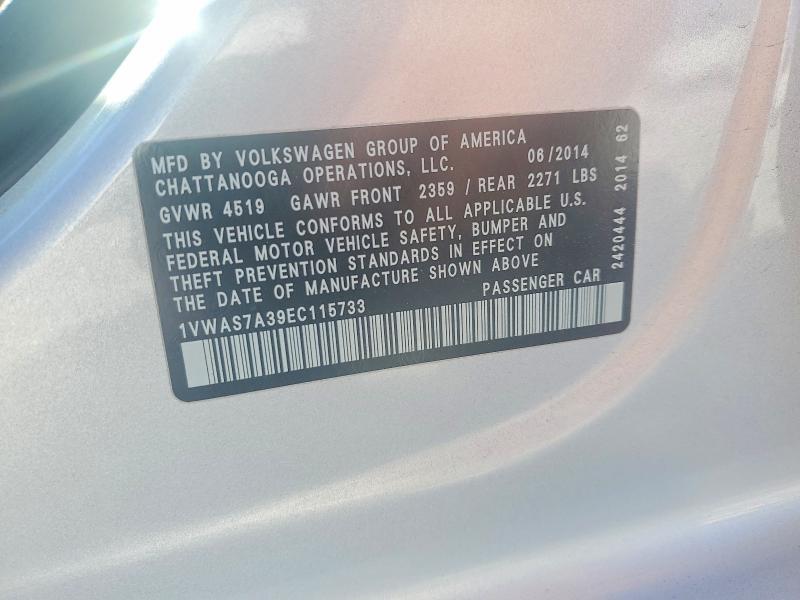 MFD BY VOLKSWAGEN GROUP OF AMERICA
CHATTANOOGA OPERATIONS, LLC. 06/2014
GVWR 4519 GAWR FRONT 2359 / REAR 2271 LBS
THIS VEHICLE CONFORMS TO ALL APPLICABLE U.S.
FEDERAL MOTOR VEHICLE SAFETY, BUMPER AND
THEFT PREVENTION STANDARDS IN EFFECT ON
THE DATE OF MANUFACTURE SHOWN ABOVE
1VWAS7A39EC115733 PASSENGER CAR
2420444 2014 62